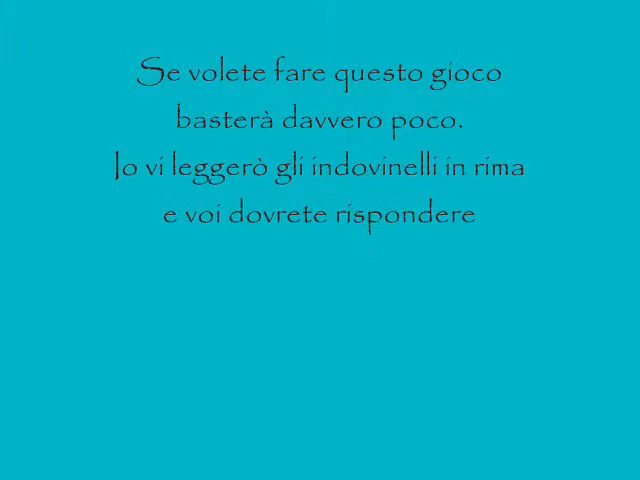 Se volete fare questo gioco
basterà davvero poco.
Io vi leggerò gli indovinelli in rima
e voi dovrete rispondere